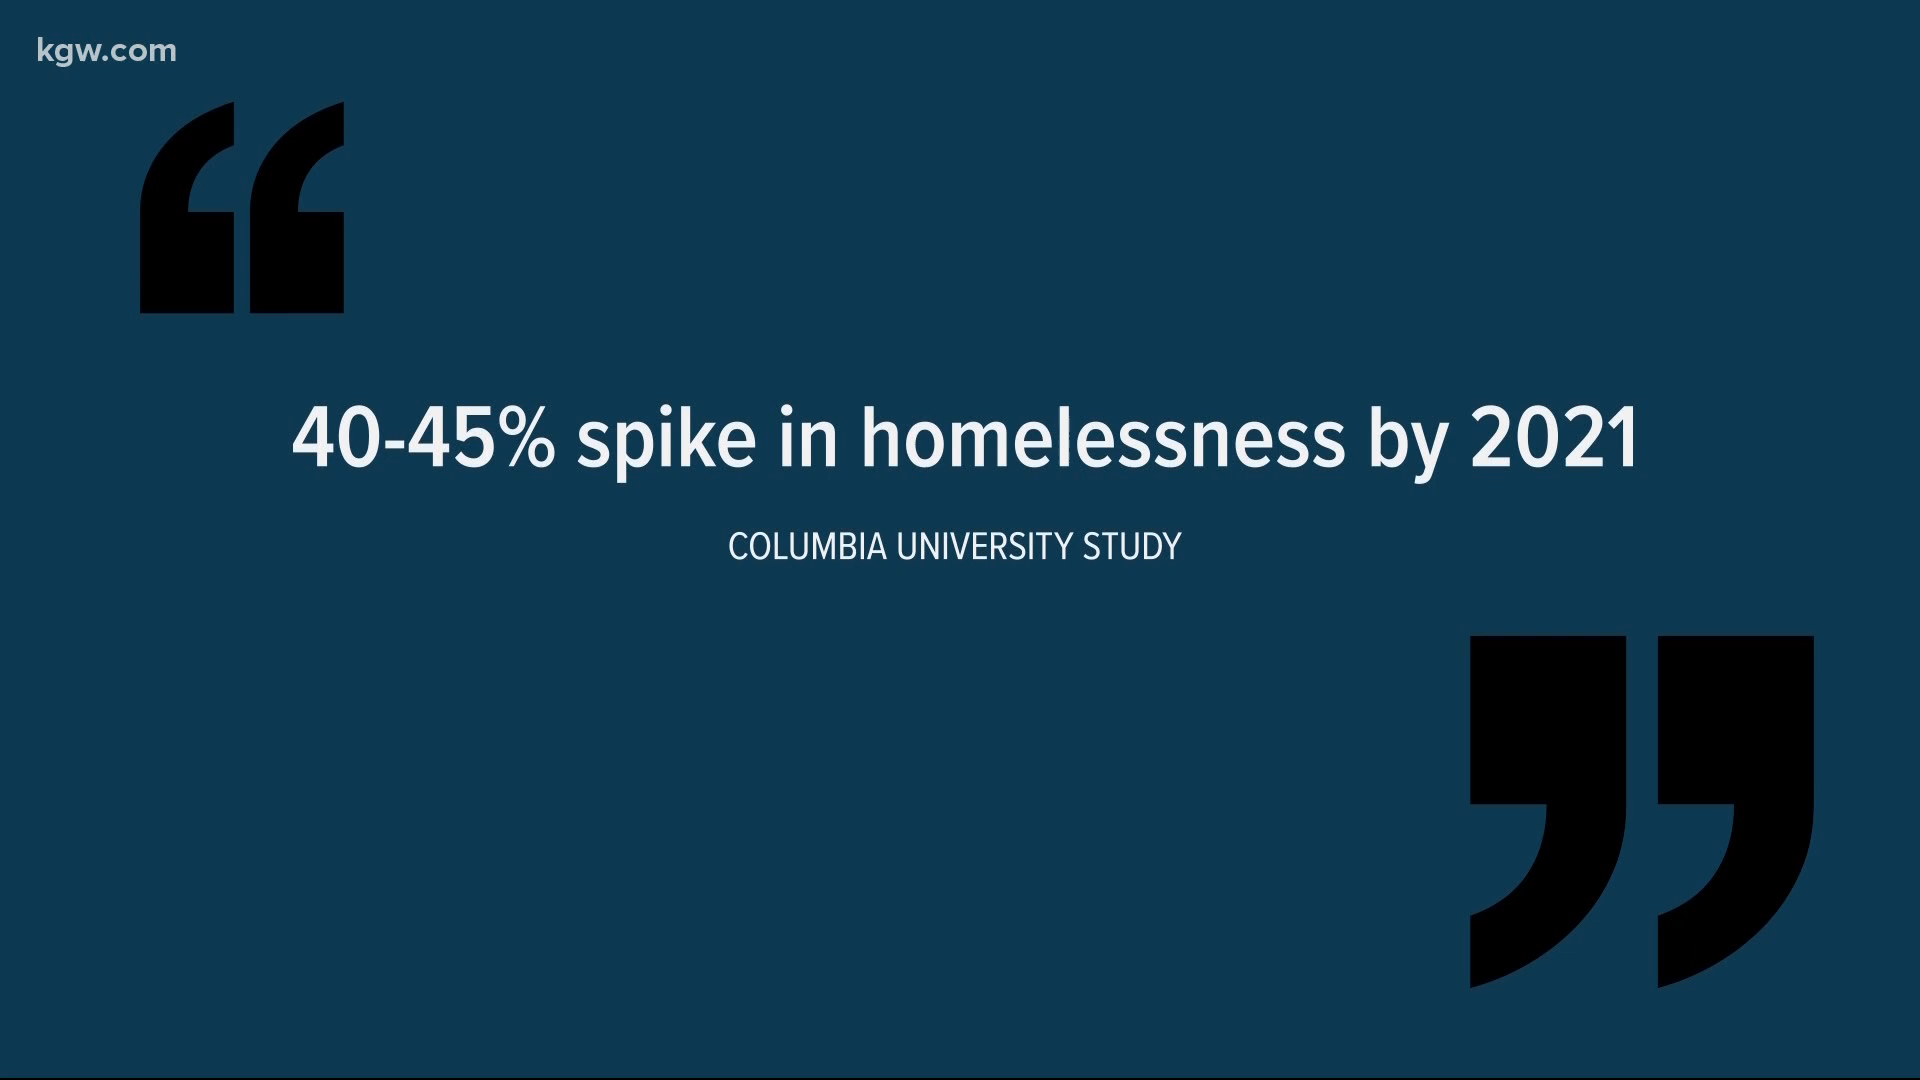 kgw.com
“
40-45% spike in homelessness by 2021
COLUMBIA UNIVERSITY STUDY
”